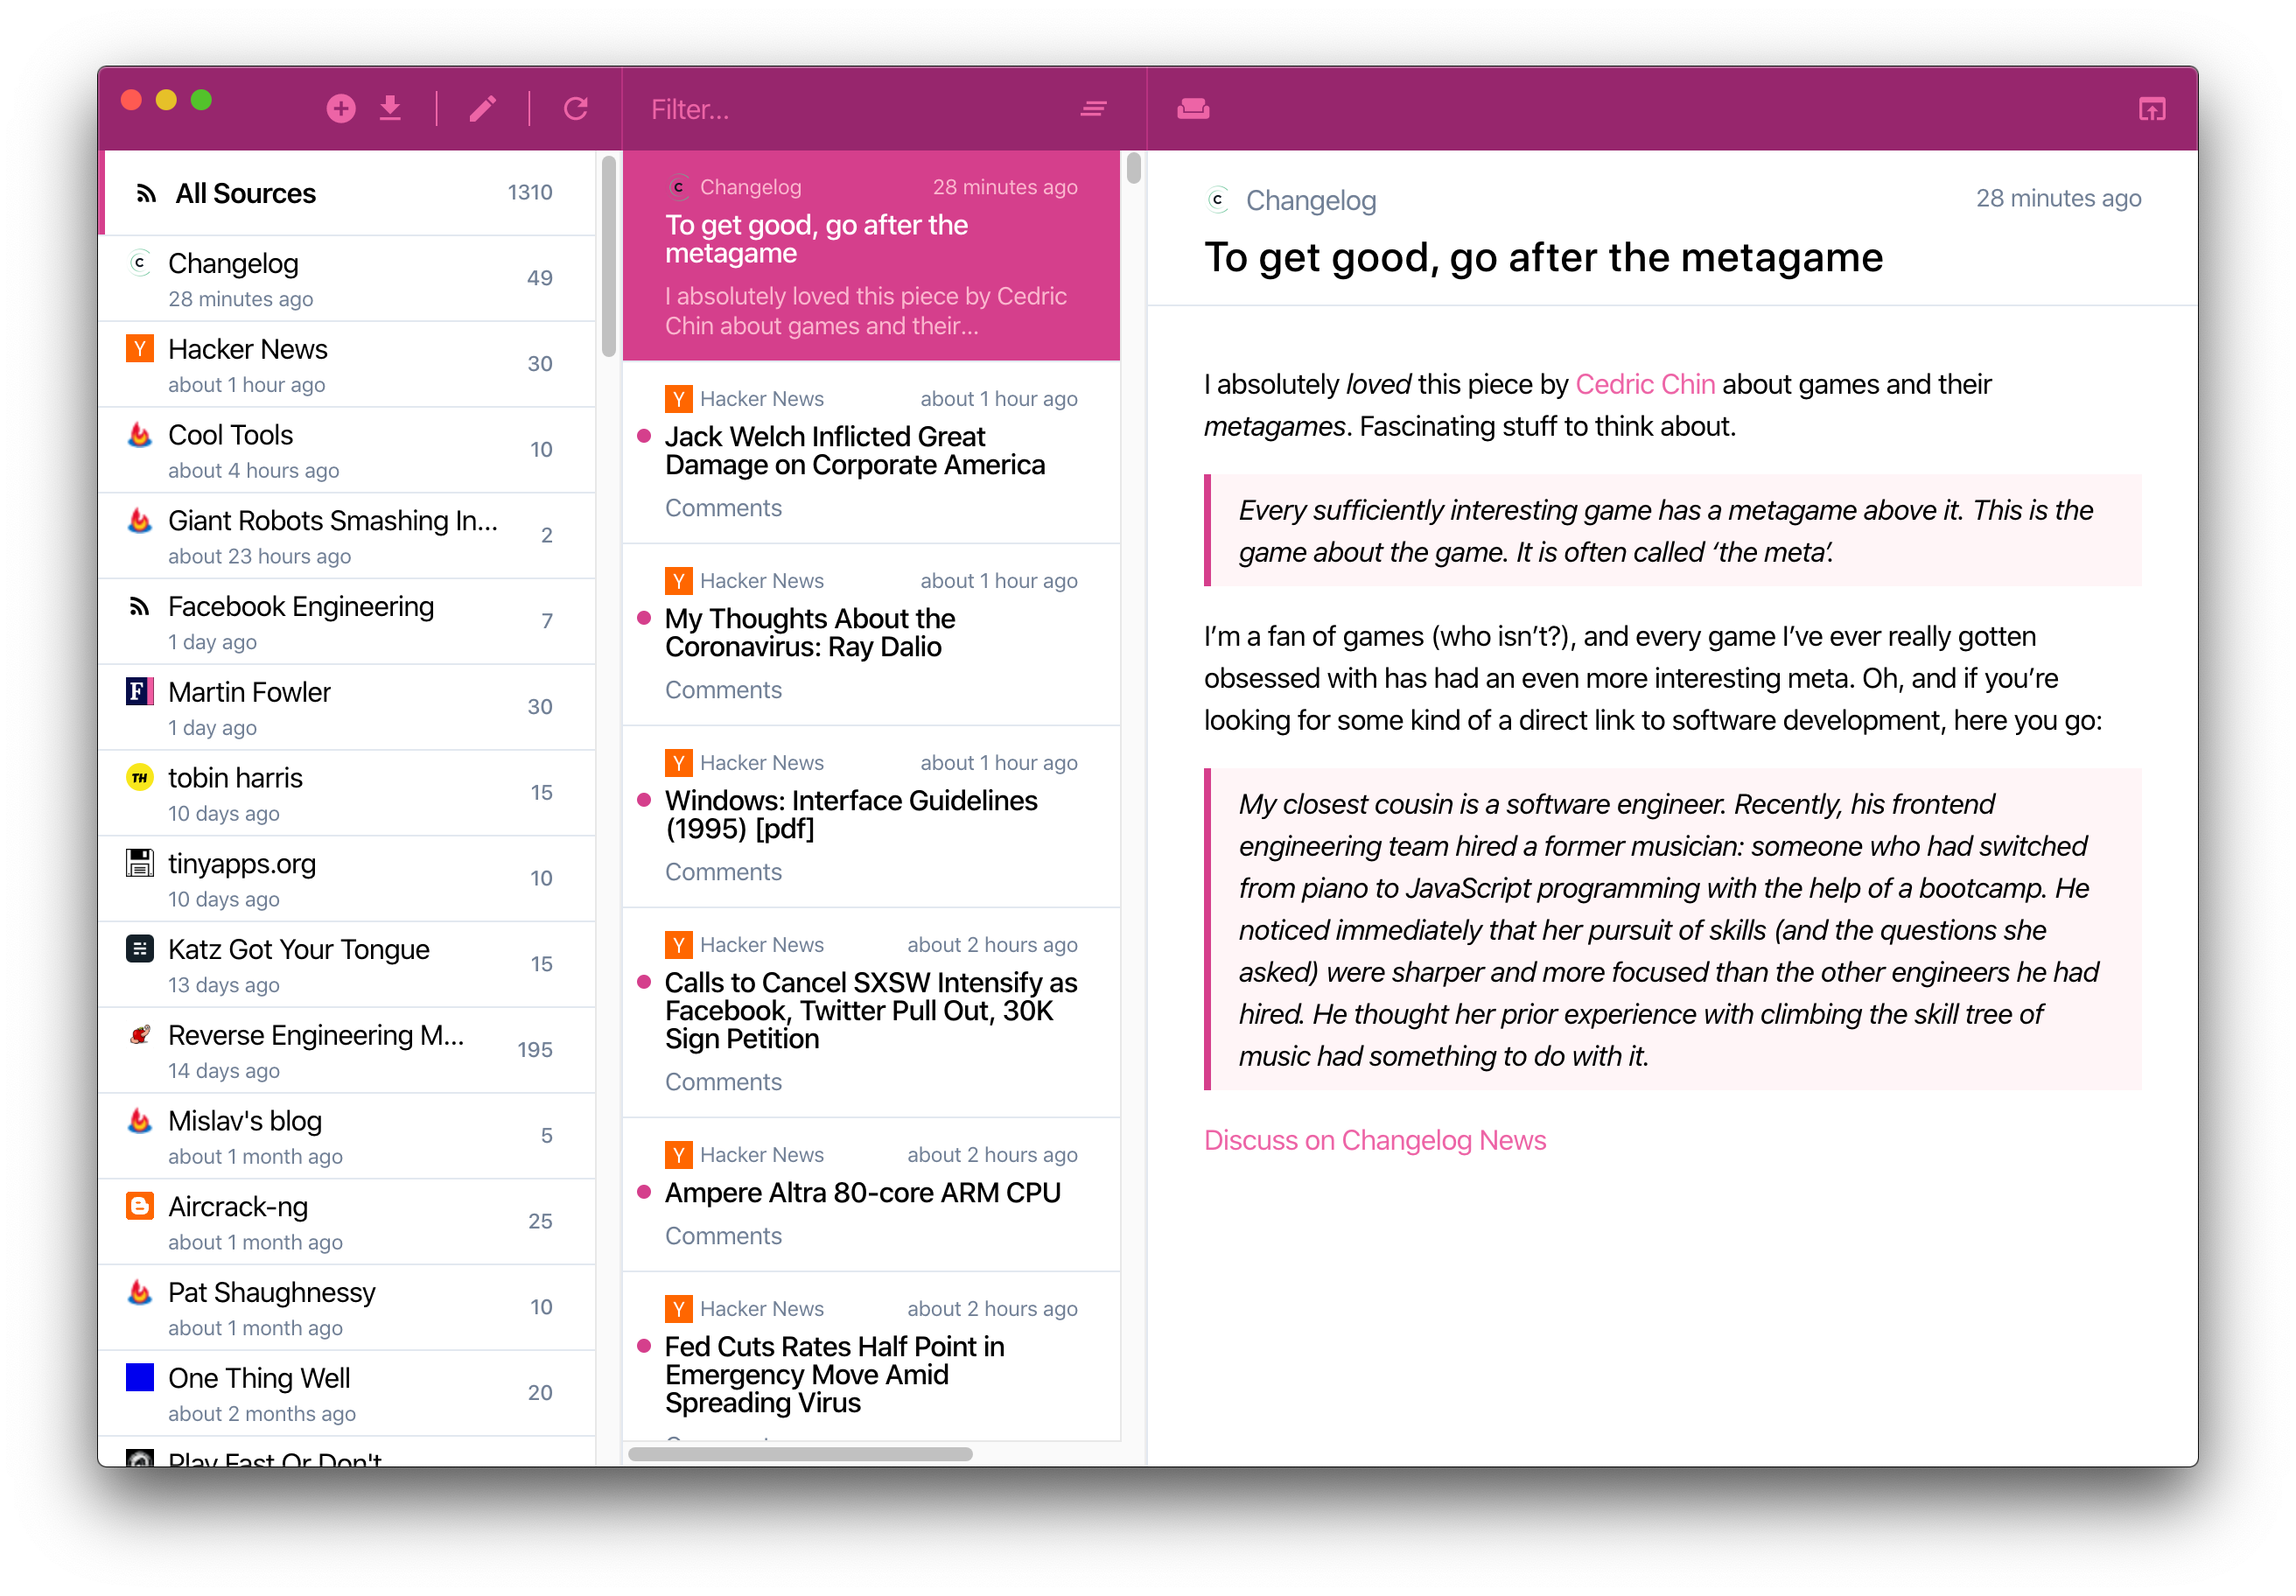 Filter...
All Sources
1310
Changelog
49
28 minutes ago
Hacker News
30
about 1 hour ago
Cool Tools
10
about 4 hours ago
Giant Robots Smashing In...
2
about 23 hours ago
Facebook Engineering
7
1 day ago
Martin Fowler
30
1 day ago
tobin harris
15
10 days ago
tinyapps.org
10
10 days ago
Katz Got Your Tongue
15
13 days ago
Reverse Engineering M...
195
14 days ago
Mislav's blog
5
about 1 month ago
Aircrack-ng
25
about 1 month ago
Pat Shaughnessy
10
about 1 month ago
One Thing Well
20
about 2 months ago
Play Fast Or Don't
Changelog 28 minutes ago
To get good, go after the
metagame
I absolutely loved this piece by Cedric
Chin about games and their...
Hacker News about 1 hour ago
Jack Welch Inflicted Great
Damage on Corporate America
Comments
Hacker News about 1 hour ago
My Thoughts About the
Coronavirus: Ray Dalio
Comments
Hacker News about 1 hour ago
Windows: Interface Guidelines
(1995) [pdf]
Comments
Hacker News about 2 hours ago
Calls to Cancel SXSW Intensify as
Facebook, Twitter Pull Out, 30K
Sign Petition
Comments
Hacker News about 2 hours ago
Ampere Altra 80-core ARM CPU
Comments
Hacker News about 2 hours ago
Fed Cuts Rates Half Point in
Emergency Move Amid
Spreading Virus
Changelog 28 minutes ago
To get good, go after the metagame
I absolutely loved this piece by Cedric Chin about games and their
metagames. Fascinating stuff to think about.
Every sufficiently interesting game has a metagame above it. This is the
game about the game. It is often called ‘the meta’.
I’m a fan of games (who isn’t?), and every game I’ve ever really gotten
obsessed with has had an even more interesting meta. Oh, and if you’re
looking for some kind of a direct link to software development, here you go:
My closest cousin is a software engineer. Recently, his frontend
engineering team hired a former musician: someone who had switched
from piano to JavaScript programming with the help of a bootcamp. He
noticed immediately that her pursuit of skills (and the questions she
asked) were sharper and more focused than the other engineers he had
hired. He thought her prior experience with climbing the skill tree of
music had something to do with it.
Discuss on Changelog News